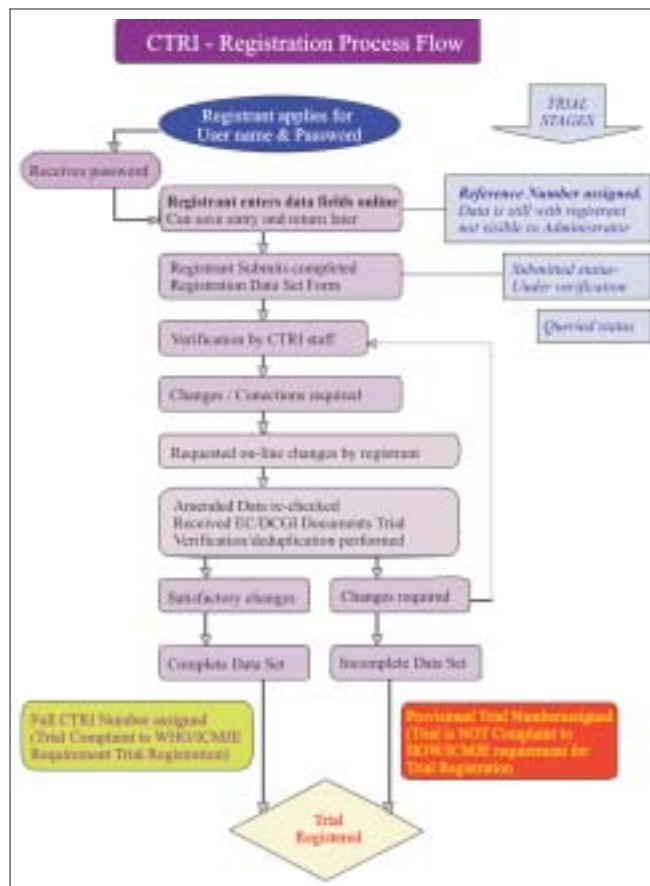 CTRI - Registration Process Flow
Registrant applies for
User name & Password
TRIAL
STAGES
Receives password
Registrant enters data fields online
Can save entry and return later
Reference Number assigned.
Data is still with registrant
not visible to Administrator
Registrant Submits completed
Registration Data Set Form
Submitted status-
Under verification
Queried status
Verification by CTRI staff
Changes / Corrections required
Requested on-line changes by registrant
Amended Data re-checked
Received EC/DCGI Documents Trial
Verification/deduplication performed
Satisfactory changes
Changes required
Complete Data Set
Incomplete Data Set
Full CTRI Number assigned
(Trial Complaint to WHO/ICMJE
Requirement Trial Registration)
Provisional Trial Numberassigned
(Trial is NOT Complaint to
HOW/ICMJE requirement for
Trial Registration
Trial
Registered